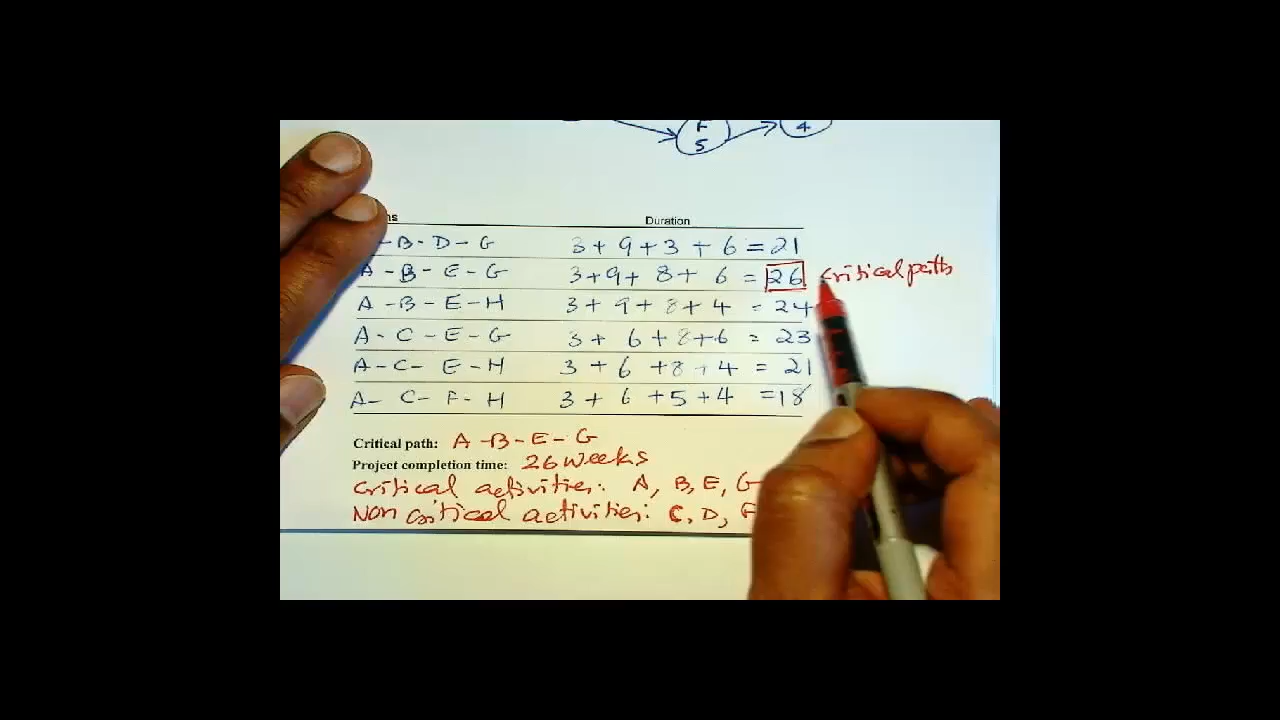 F 4
5
Duration
-B-D-G 3+9+3+6=21
A-B-E-G 3+9+8+6=26 critical path
A-B-E-H 3+9+8+4=24
A-C-E-G 3+6+8+6=23
A-C-E-H 3+6+8+4=21
A-C-F-H 3+6+5+4=18
Critical path: A-B-E-G
Project completion time: 26 weeks
Critical activities: A, B, E, G
Non critical activities: C, D, F